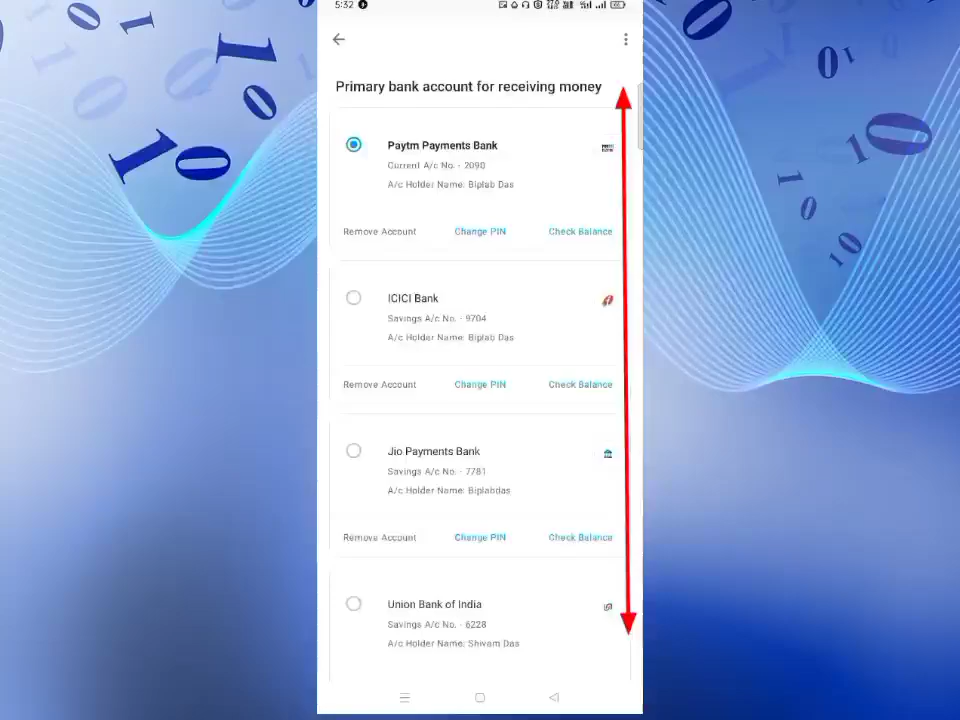 5:32
Primary bank account for receiving money
Paytm Payments Bank
Current A/c No. - 2090
A/c Holder Name: Biplab Das
Remove Account Change PIN Check Balance
ICICI Bank
Savings A/c No. - 9704
A/c Holder Name: Biplab Das
Remove Account Change PIN Check Balance
Jio Payments Bank
Savings A/c No. - 7781
A/c Holder Name: Biplabdas
Remove Account Change PIN Check Balance
Union Bank of India
Savings A/c No. - 6228
A/c Holder Name: Shivam Das